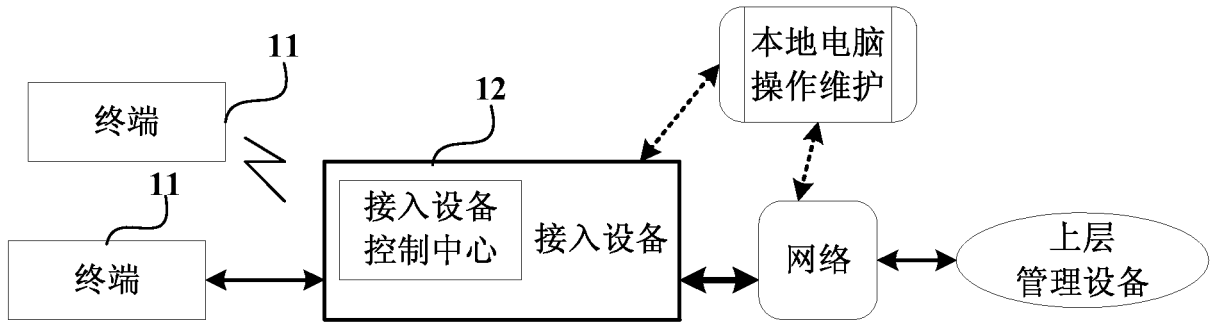 11
终端
11
终端
12
接入设备
控制中心
接入设备
本地电脑
操作维护
网络
上层
管理设备